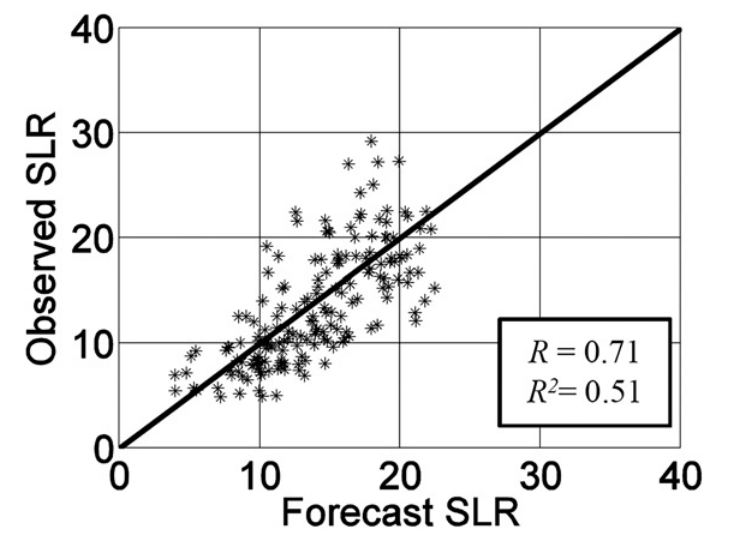 40
30
20
10
0
Observed SLR
R = 0.71
R²= 0.51
0 10 20 30 40
Forecast SLR